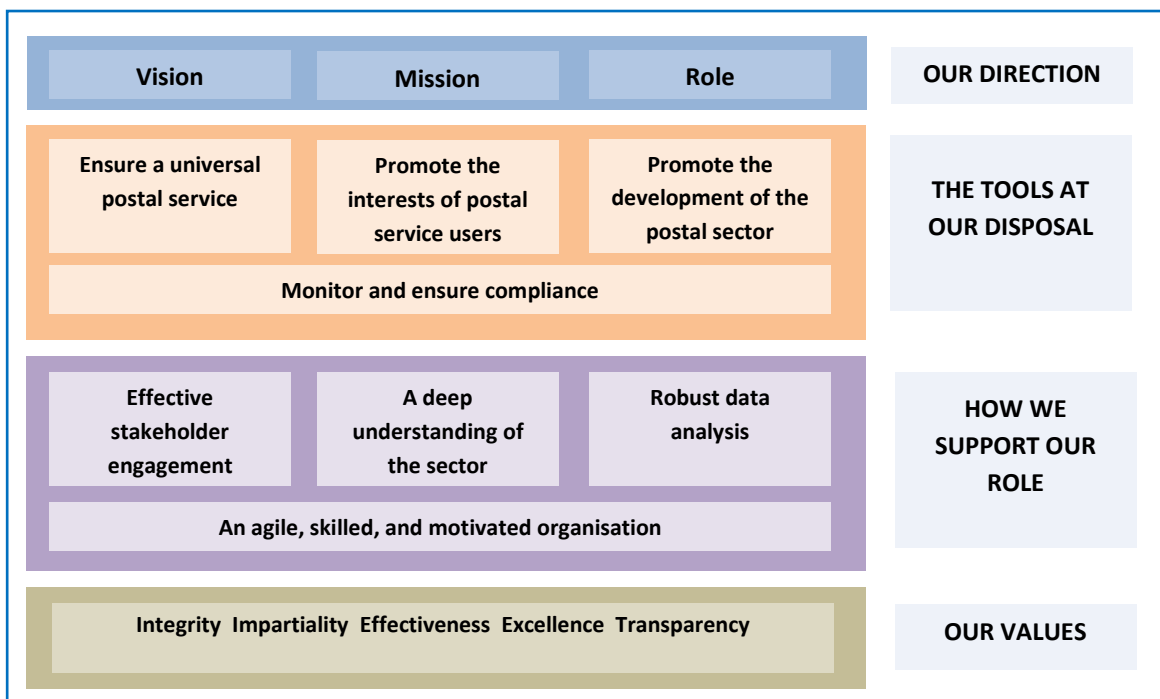 Vision
Mission
Role
OUR DIRECTION
Ensure a universal
postal service
Promote the
interests of postal
service users
Promote the
development of the
postal sector
Monitor and ensure compliance
THE TOOLS AT
OUR DISPOSAL
Effective
stakeholder
engagement
A deep
understanding of
the sector
Robust data
analysis
An agile, skilled, and motivated organisation
HOW WE
SUPPORT OUR
ROLE
Integrity Impartiality Effectiveness Excellence Transparency
OUR VALUES